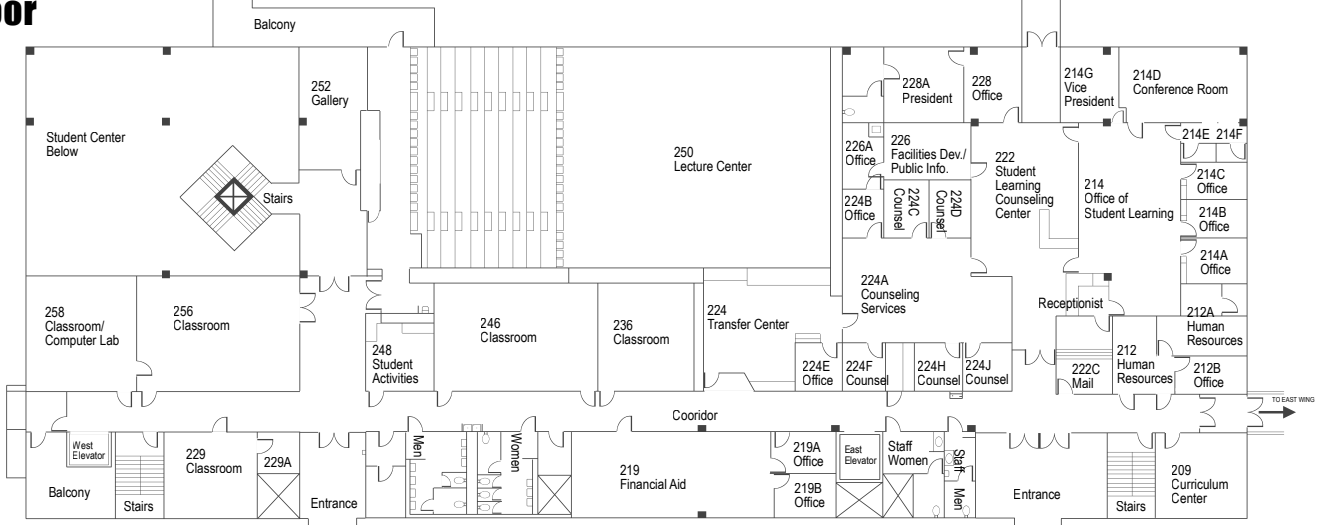 oor
Balcony
252
Gallery
228A
President
228
Office
214G
Vice
President
214D
Conference Room
Student Center
Below
250
Lecture Center
226A
Office
226
Facilities Dev./
Public Info.
222
Student
Learning
Counseling
Center
214
Office of
Student Learning
214E
214F
214C
Office
224B
Office
224C
Counsel
224D
Counsel
214B
Office
Stairs
214A
Office
224A
Counseling
Services
Receptionist
258
Classroom/
Computer Lab
256
Classroom
246
Classroom
236
Classroom
224
Transfer Center
212A
Human
Resources
248
Student
Activities
224E
Office
224F
Counsel
224H
Counsel
224J
Counsel
222C
Mail
212
Human
Resources
212B
Office
TO EAST WING
Cooridor
West
Elevator
229
Classroom
229A
Men
Women
219
Financial Aid
219A
Office
East
Elevator
Staff
Women
Staff
Men
209
Curriculum
Center
Balcony
Stairs
Entrance
219B
Office
Entrance
Stairs